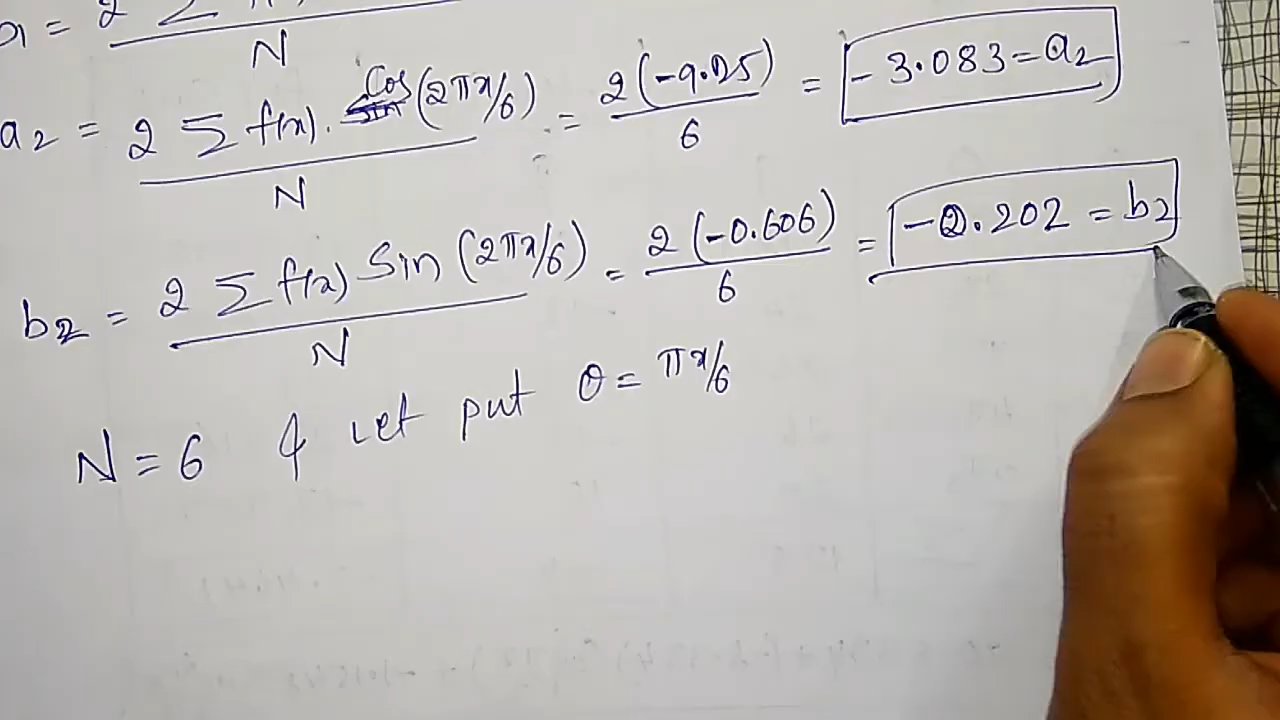 a = 2 Σ / N
a2 = 2 Σ f(x). Cos (2πx/6) / N = 2 (-9.25) / 6 = -3.083 = a2
b2 = 2 Σ f(x) Sin (2πx/6) / N = 2 (-0.606) / 6 = -0.202 = b2
N = 6 & let put θ = πx/6